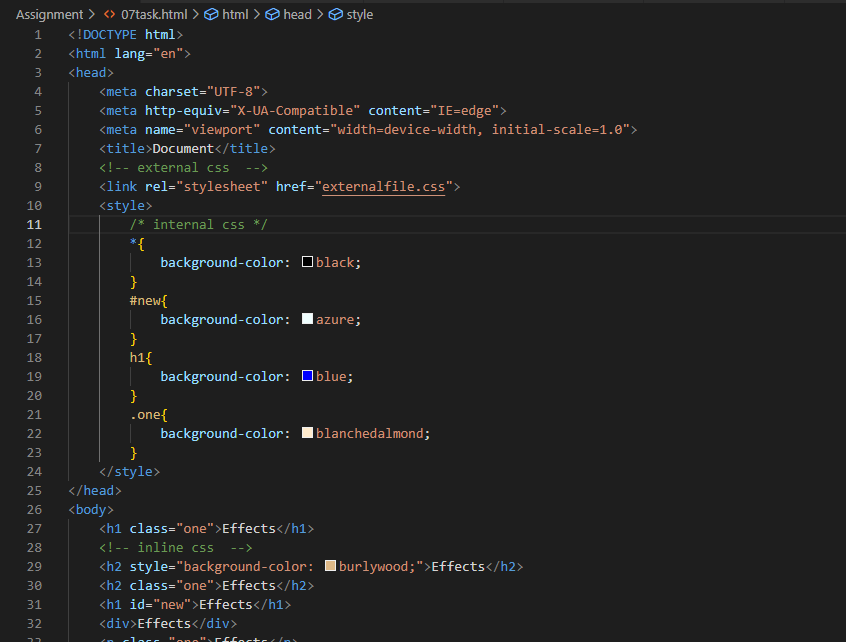 Assignment > <> 07task.html > html > head > style
1 <!DOCTYPE html>
2 <html lang="en">
3 <head>
4 <meta charset="UTF-8">
5 <meta http-equiv="X-UA-Compatible" content="IE=edge">
6 <meta name="viewport" content="width=device-width, initial-scale=1.0">
7 <title>Document</title>
8 <!-- external css  -->
9 <link rel="stylesheet" href="externalfile.css">
10 <style>
11 /* internal css */
12 *{
13 background-color: black;
14 }
15 #new{
16 background-color: azure;
17 }
18 h1{
19 background-color: blue;
20 }
21 .one{
22 background-color: blanchedalmond;
23 }
24 </style>
25 </head>
26 <body>
27 <h1 class="one">Effects</h1>
28 <!-- inline css  -->
29 <h2 style="background-color: burlywood;">Effects</h2>
30 <h2 class="one">Effects</h2>
31 <h1 id="new">Effects</h1>
32 <div>Effects</div>
33 <p class="one">Effects</p>